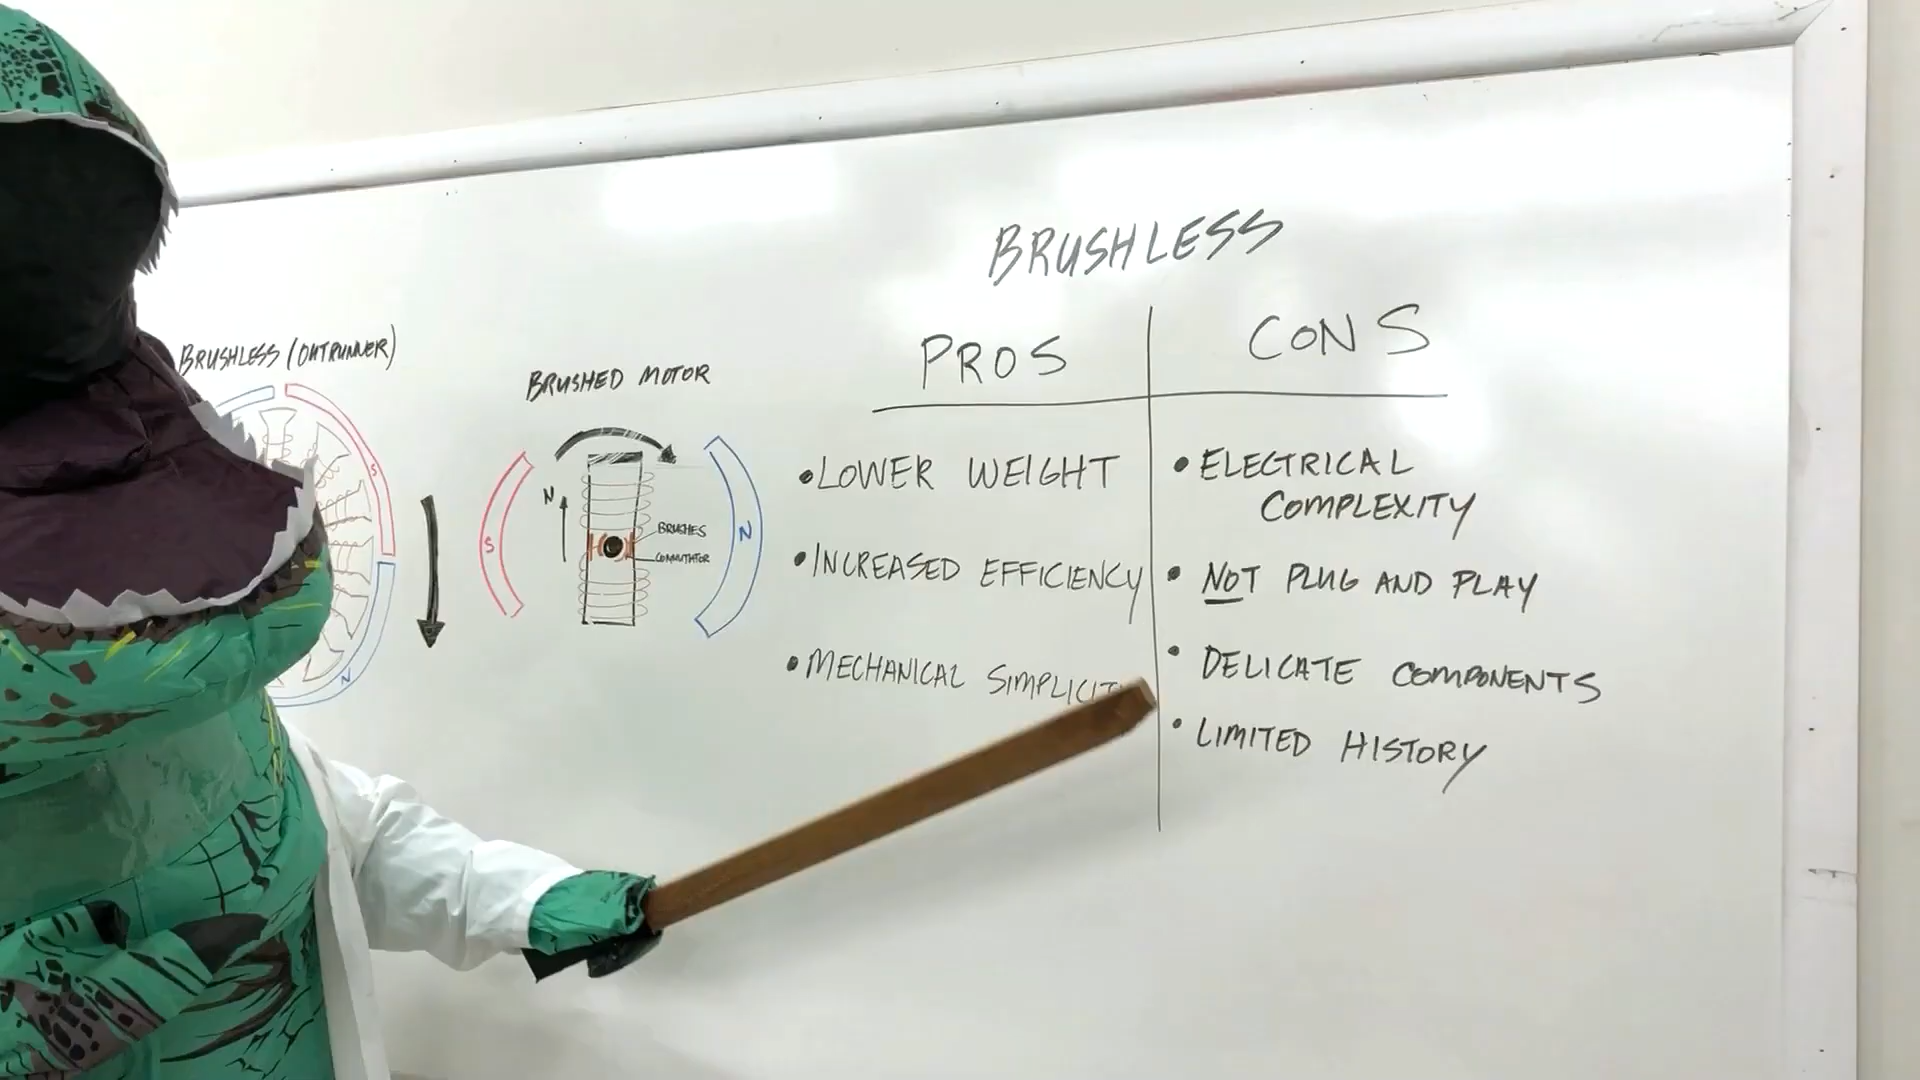 BRUSHLESS
BRUSHLESS (OUTRUNNER)
S
N
BRUSHED MOTOR
N
S
N
BRUSHES
COMMUTATOR
PROS
• LOWER WEIGHT
• INCREASED EFFICIENCY
• MECHANICAL
CONS
• ELECTRICAL
COMPLEXITY
• NOT PLUG AND PLAY
• DELICATE COMPONENTS
• LIMITED HISTORY